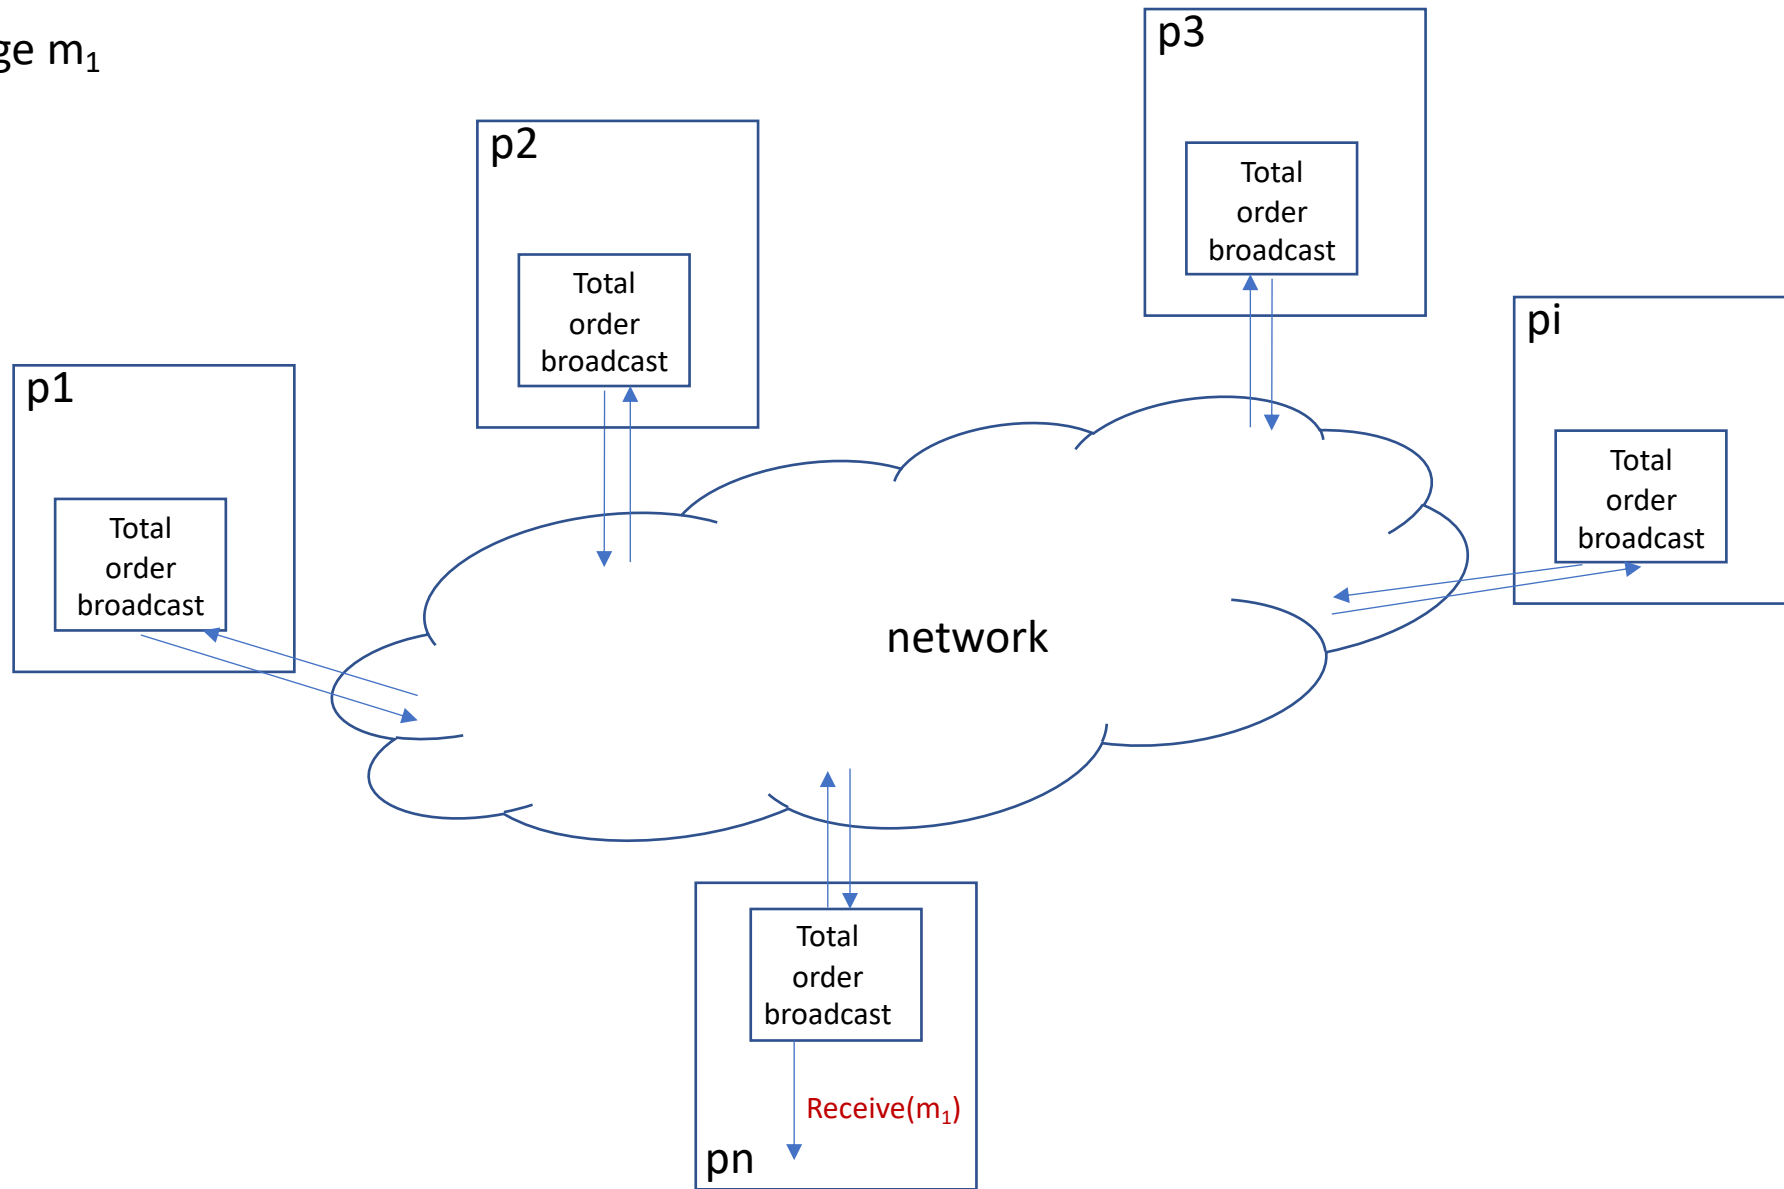 ge m₁
p3
Total
order
broadcast
p2
Total
order
broadcast
pi
Total
order
broadcast
p1
Total
order
broadcast
network
Total
order
broadcast
Receive(m₁)
pn